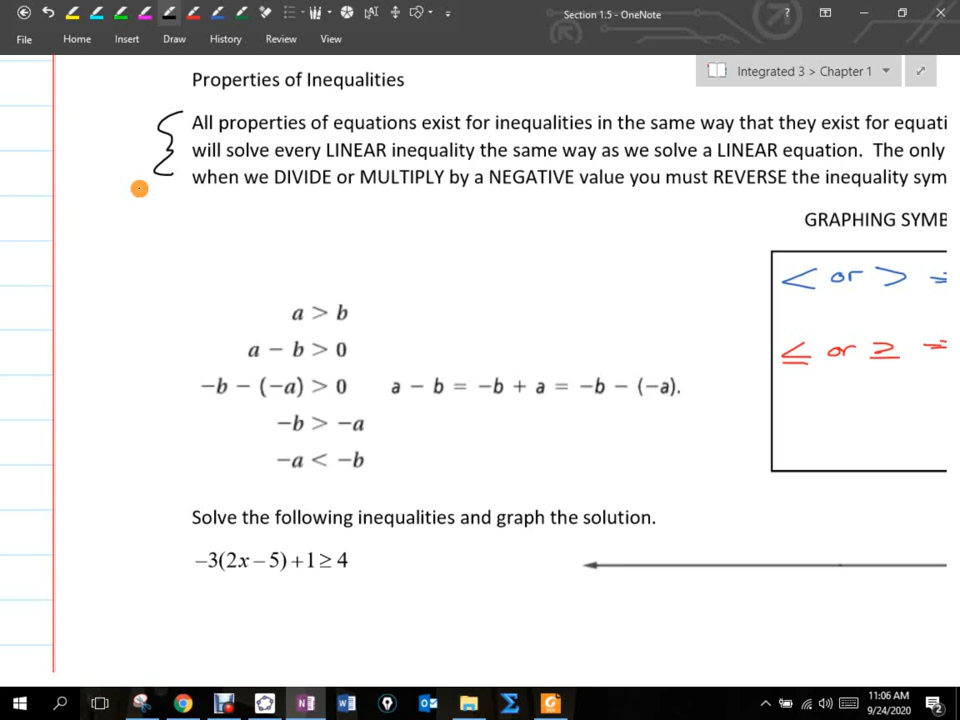 Section 1.5 - OneNote
File Home Insert Draw History Review View
Integrated 3 > Chapter 1
Properties of Inequalities
All properties of equations exist for inequalities in the same way that they exist for equati
will solve every LINEAR inequality the same way as we solve a LINEAR equation. The only
when we DIVIDE or MULTIPLY by a NEGATIVE value you must REVERSE the inequality sym
GRAPHING SYMB
< or > =
≤ or ≥ =
a > b
a − b > 0
−b − (−a) > 0 a − b = −b + a = −b − (−a).
−b > −a
−a < −b
Solve the following inequalities and graph the solution.
−3(2x − 5) + 1 ≥ 4
11:06 AM
9/24/2020